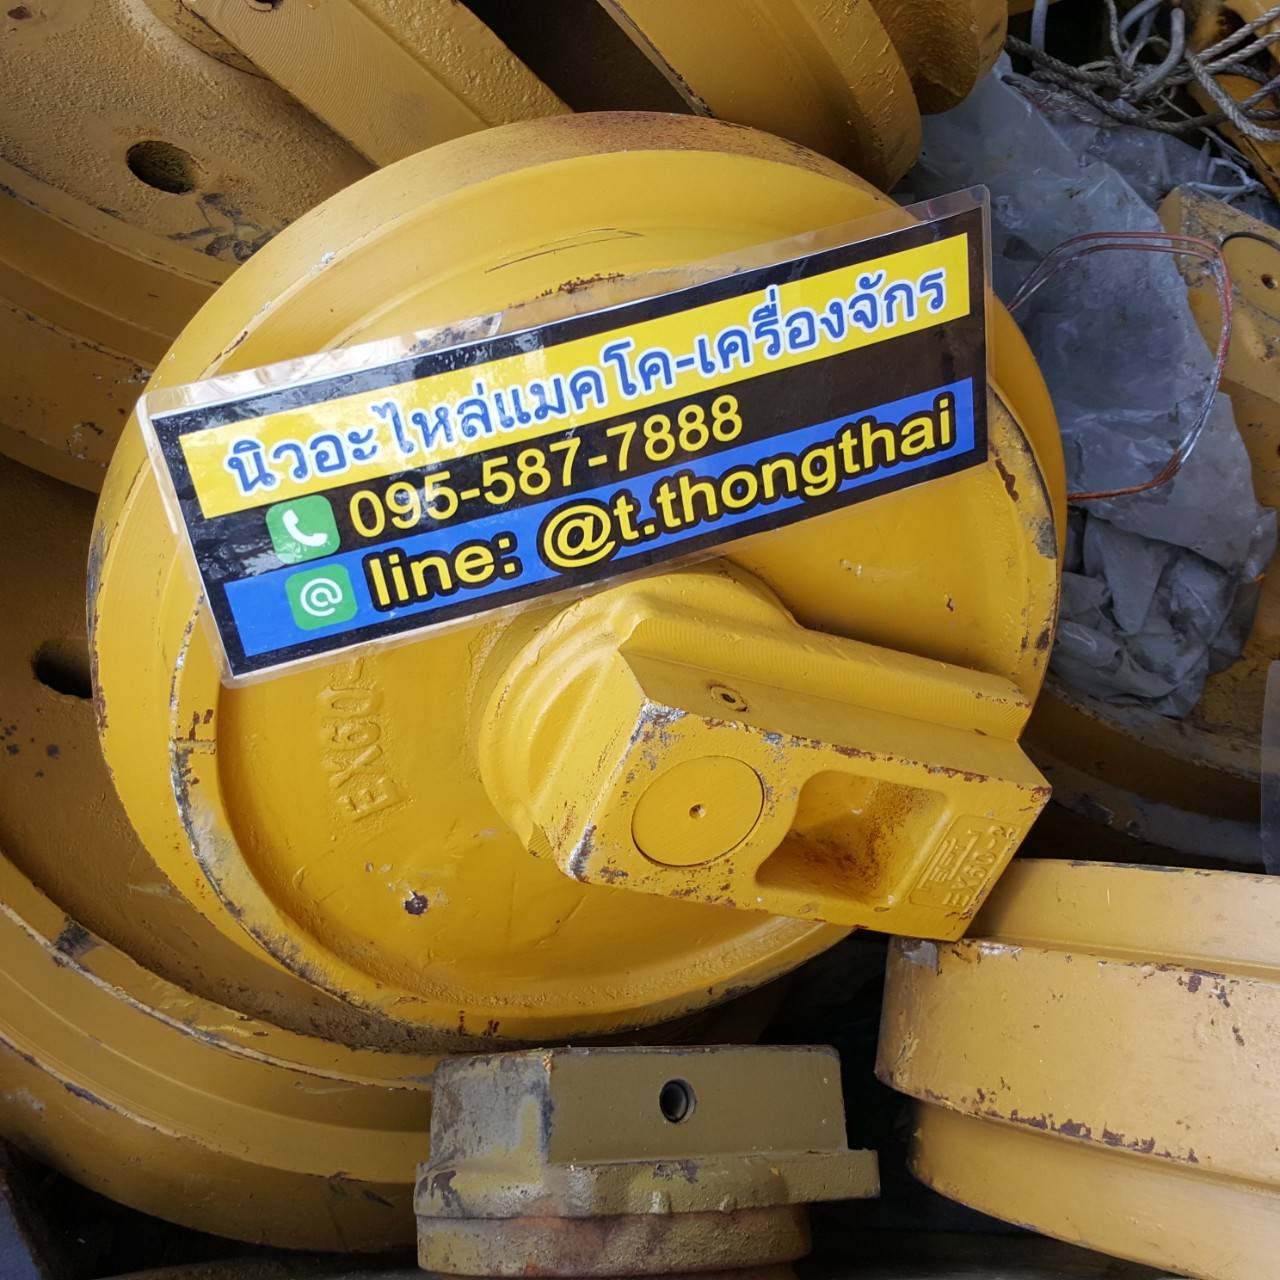 นิวอะไหล่แมคโค-เครื่องจักร
095-587-7888
@ line: @t.thongthai
EX60-
EX60-2